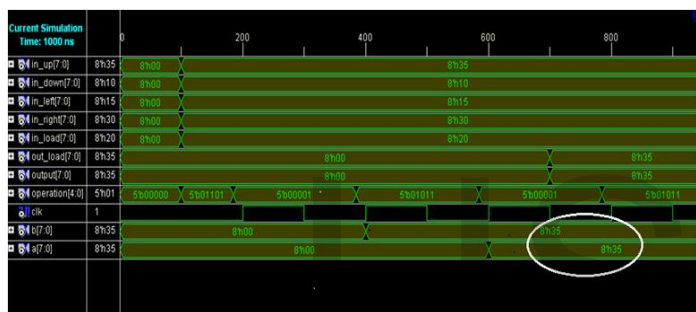 Current Simulation
Time: 1000 ns
0 200 400 600 800
in_up[7:0] 8'h35 8'h00 8'h35
in_down[7:0] 8'h10 8'h00 8'h10
in_left[7:0] 8'h15 8'h00 8'h15
in_right[7:0] 8'h30 8'h00 8'h30
in_load[7:0] 8'h20 8'h00 8'h20
out_load[7:0] 8'h35 8'h00 8'h35
output[7:0] 8'h35 8'h00 8'h35
operation[4:0] 5'h01 5'b00000 5'b01101 5'b00001 5'b01011 5'b00001 5'b01011
clk 1
b[7:0] 8'h35 8'h00 8'h35
a[7:0] 8'h35 8'h00 8'h35